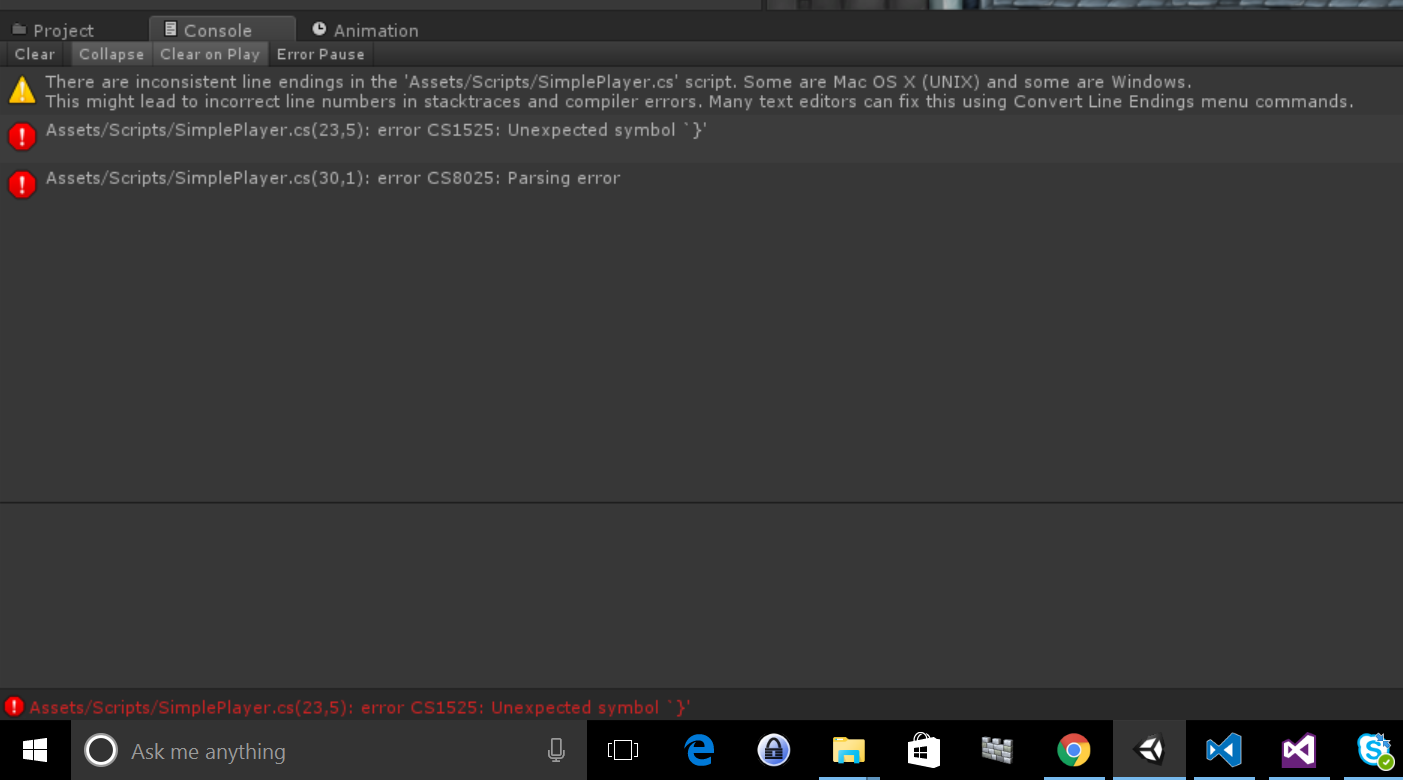 Project
Console
Animation
Clear
Collapse
Clear on Play
Error Pause
There are inconsistent line endings in the 'Assets/Scripts/SimplePlayer.cs' script. Some are Mac OS X (UNIX) and some are Windows.
This might lead to incorrect line numbers in stacktraces and compiler errors. Many text editors can fix this using Convert Line Endings menu commands.
Assets/Scripts/SimplePlayer.cs(23,5): error CS1525: Unexpected symbol `}'
Assets/Scripts/SimplePlayer.cs(30,1): error CS8025: Parsing error
Assets/Scripts/SimplePlayer.cs(23,5): error CS1525: Unexpected symbol `}'
Ask me anything